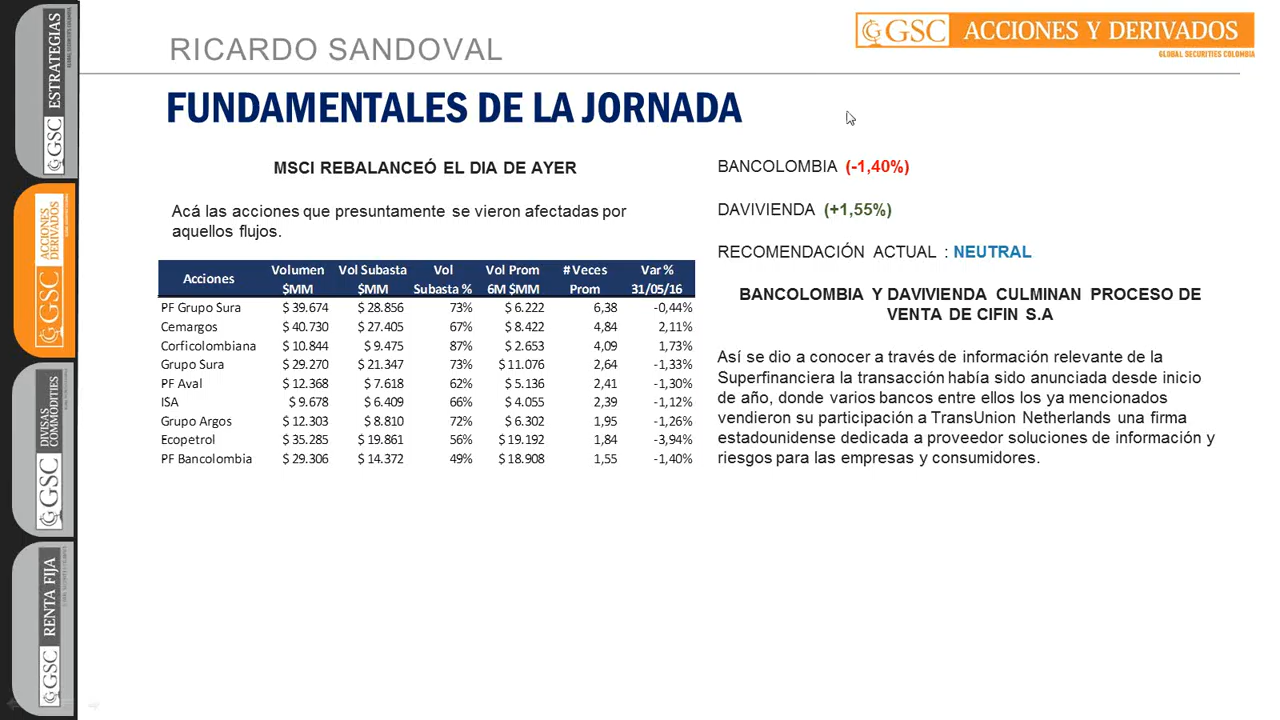 RICARDO SANDOVAL
GSC ACCIONES Y DERIVADOS
GLOBAL SECURITIES COLOMBIA
FUNDAMENTALES DE LA JORNADA
MSCI REBALANCEÓ EL DIA DE AYER
Acá las acciones que presuntamente se vieron afectadas por
aquellos flujos.
Acciones Volumen $MM Vol Subasta $MM Vol Subasta % Vol Prom 6M $MM # Veces Prom Var % 31/05/16
PF Grupo Sura $ 39.674 $ 28.856 73% $ 6.222 6,38 -0,44%
Cemargos $ 40.730 $ 27.405 67% $ 8.422 4,84 2,11%
Corficolombiana $ 10.844 $ 9.475 87% $ 2.653 4,09 1,73%
Grupo Sura $ 29.270 $ 21.347 73% $ 11.076 2,64 -1,33%
PF Aval $ 12.368 $ 7.618 62% $ 5.136 2,41 -1,30%
ISA $ 9.678 $ 6.409 66% $ 4.055 2,39 -1,12%
Grupo Argos $ 12.303 $ 8.810 72% $ 6.302 1,95 -1,26%
Ecopetrol $ 35.285 $ 19.861 56% $ 19.192 1,84 -3,94%
PF Bancolombia $ 29.306 $ 14.372 49% $ 18.908 1,55 -1,40%
BANCOLOMBIA (-1,40%)
DAVIVIENDA (+1,55%)
RECOMENDACIÓN ACTUAL : NEUTRAL
BANCOLOMBIA Y DAVIVIENDA CULMINAN PROCESO DE
VENTA DE CIFIN S.A
Así se dio a conocer a través de información relevante de la
Superfinanciera la transacción había sido anunciada desde inicio
de año, donde varios bancos entre ellos los ya mencionados
vendieron su participación a TransUnion Netherlands una firma
estadounidense dedicada a proveedor soluciones de información y
riesgos para las empresas y consumidores.
GSC ESTRATEGIAS
GSC ACCIONES
DERIVADOS
GSC DIVISAS
COMMODITIES
GSC RENTA FIJA